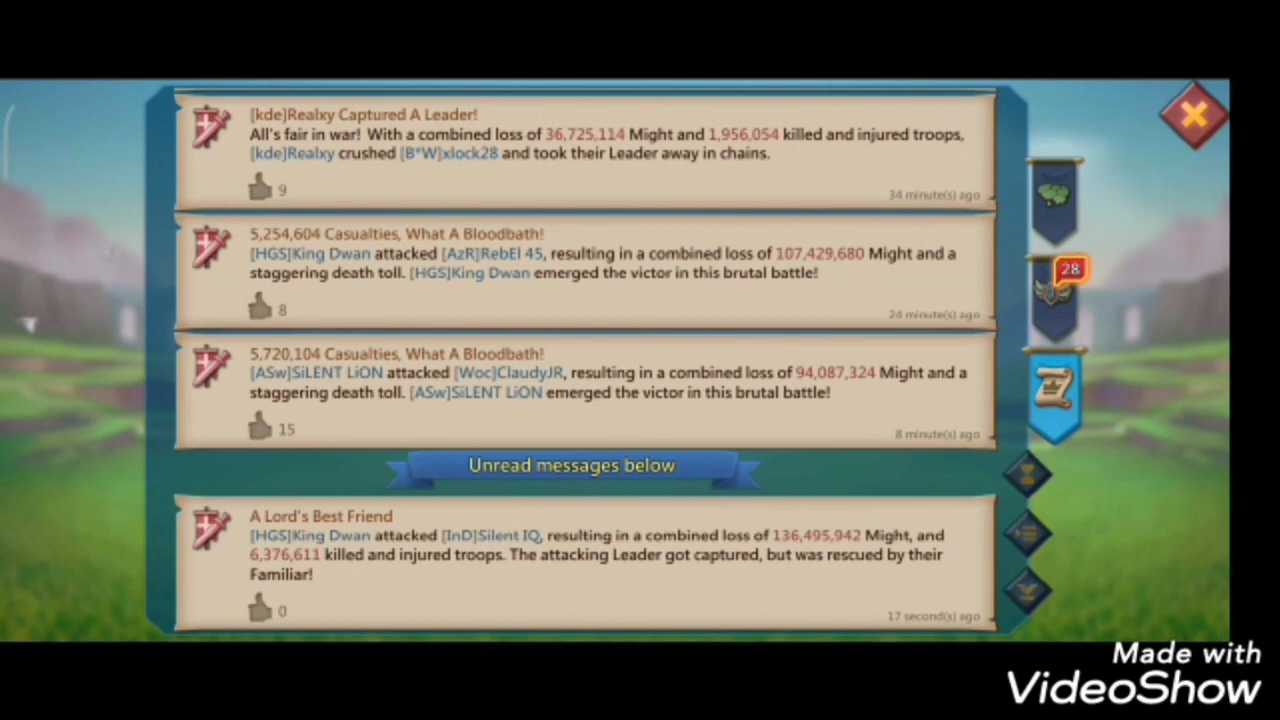 [kde]Realxy Captured A Leader!
All's fair in war! With a combined loss of 36,725,114 Might and 1,956,054 killed and injured troops,
[kde]Realxy crushed [B*W]xlock28 and took their Leader away in chains.
9
34 minute(s) ago
5,254,604 Casualties, What A Bloodbath!
[HGS]King Dwan attacked [AzR]RebEl 45, resulting in a combined loss of 107,429,680 Might and a
staggering death toll. [HGS]King Dwan emerged the victor in this brutal battle!
8
24 minute(s) ago
28
5,720,104 Casualties, What A Bloodbath!
[ASw]SiLENT LiON attacked [Woc]ClaudyJR, resulting in a combined loss of 94,087,324 Might and a
staggering death toll. [ASw]SiLENT LiON emerged the victor in this brutal battle!
15
8 minute(s) ago
Unread messages below
A Lord's Best Friend
[HGS]King Dwan attacked [InD]Silent IQ, resulting in a combined loss of 136,495,942 Might, and
6,376,611 killed and injured troops. The attacking Leader got captured, but was rescued by their
Familiar!
0
17 second(s) ago
Made with
VideoShow